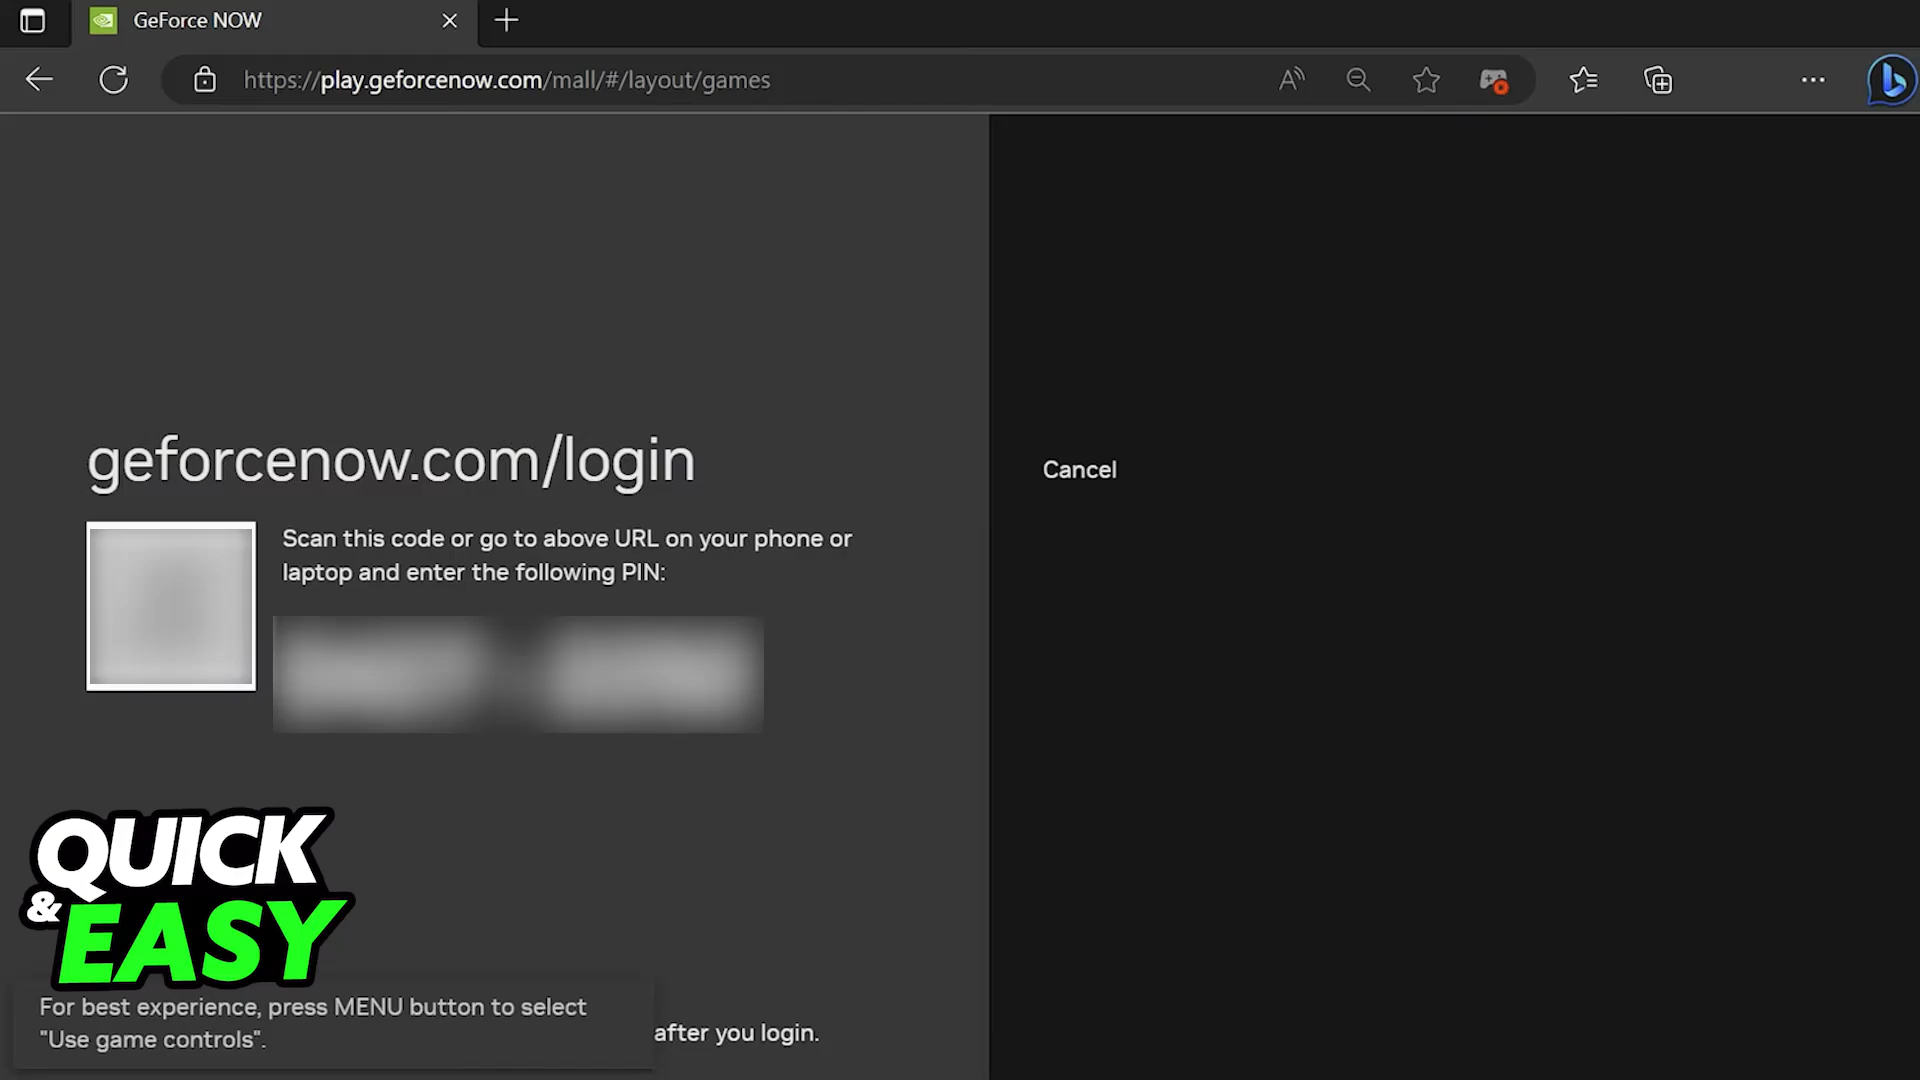 GeForce NOW
https://play.geforcenow.com/mall/#/layout/games
geforcenow.com/login
Cancel
Scan this code or go to above URL on your phone or
laptop and enter the following PIN:
QUICK
& EASY
For best experience, press MENU button to select
"Use game controls".
after you login.